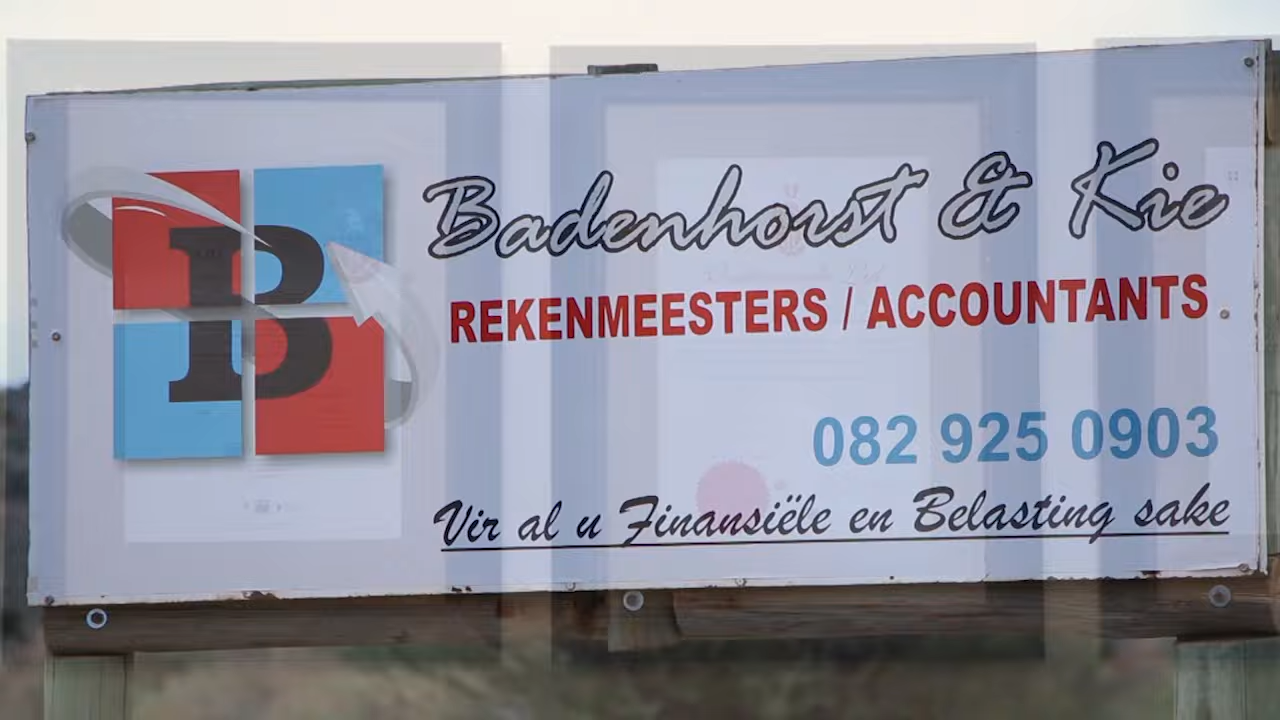 B
Badenhorst & Kie
REKENMEESTERS / ACCOUNTANTS
082 925 0903
Vir al u Finansiële en Belasting sake